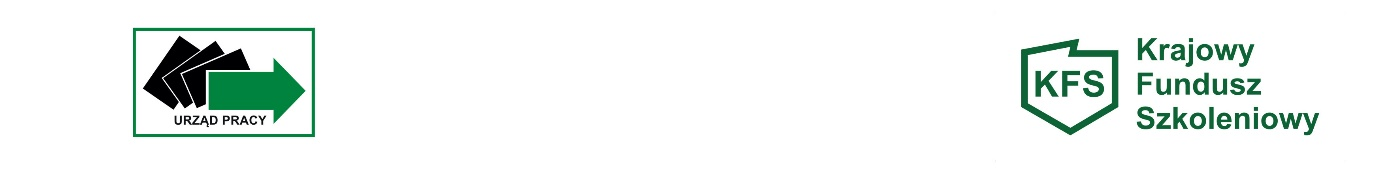 URZĄD PRACY
KFS
Krajowy
Fundusz
Szkoleniowy